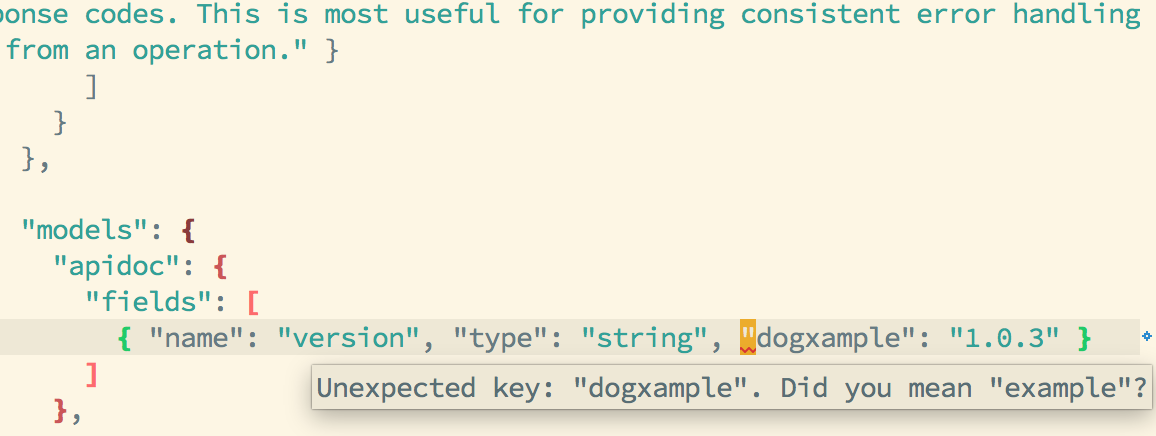 onse codes. This is most useful for providing consistent error handling
from an operation." }
]
}
},
"models": {
"apidoc": {
"fields": [
{ "name": "version", "type": "string", "dogxample": "1.0.3" }
]
Unexpected key: "dogxample". Did you mean "example"?
},